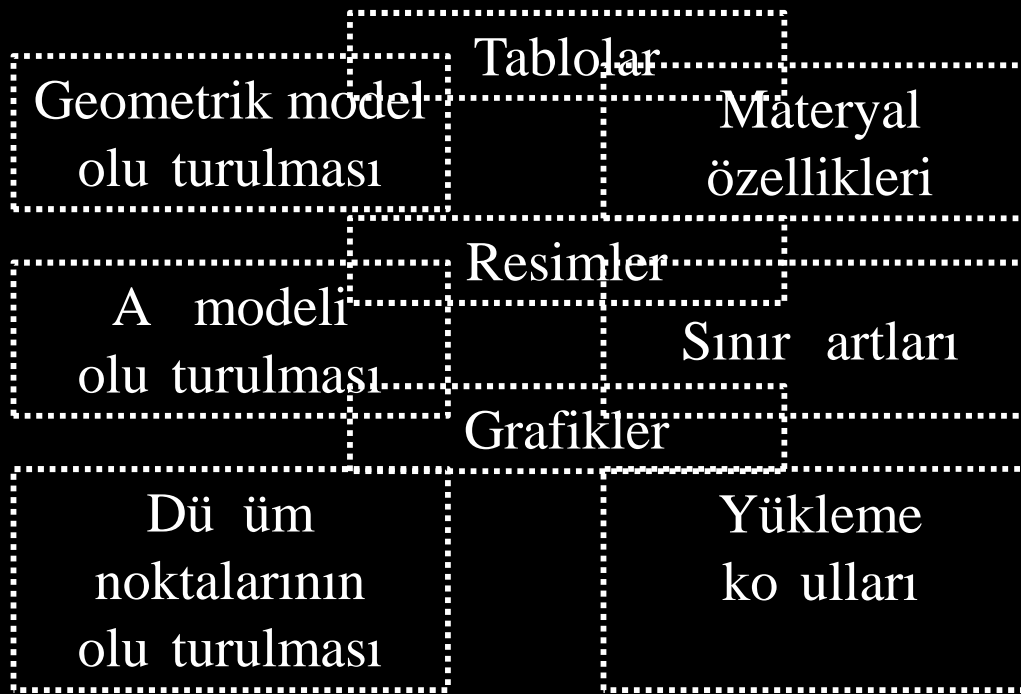 Tablolar
Geometrik model
olu turulması
Materyal
özellikleri
Resimler
A modeli
olu turulması
Sınır artları
Grafikler
Dü üm
noktalarının
olu turulması
Yükleme
ko ulları